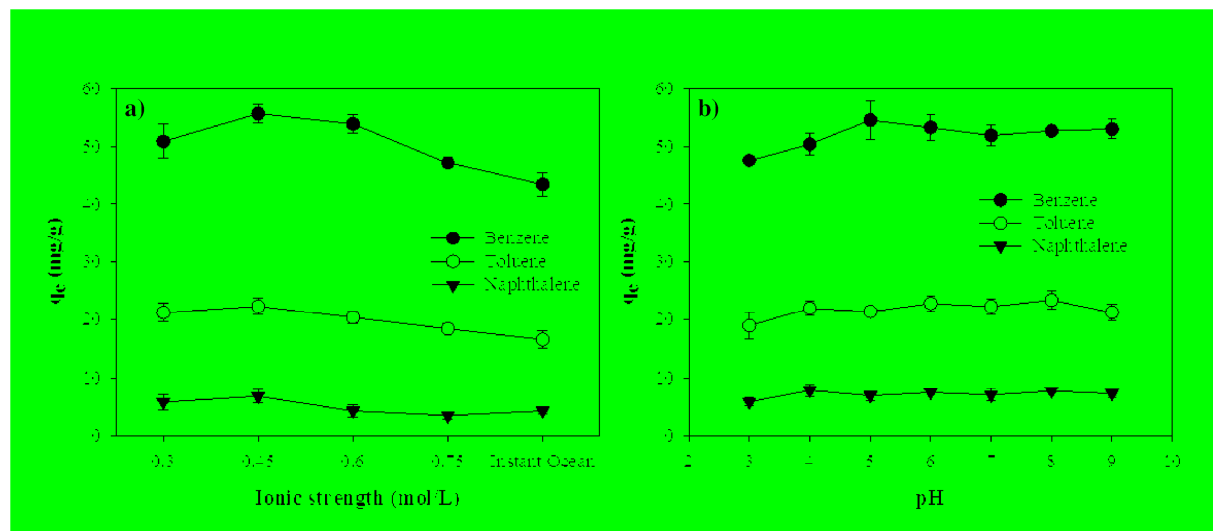 a)
60
50
40
30
20
10
0
qe (mg/g)
Benzene
Toluene
Naphthalene
0.3 0.45 0.6 0.75 Instant Ocean
Ionic strength (mol/L)
b)
60
50
40
30
20
10
0
qe (mg/g)
Benzene
Toluene
Naphthalene
2 3 4 5 6 7 8 9 10
pH